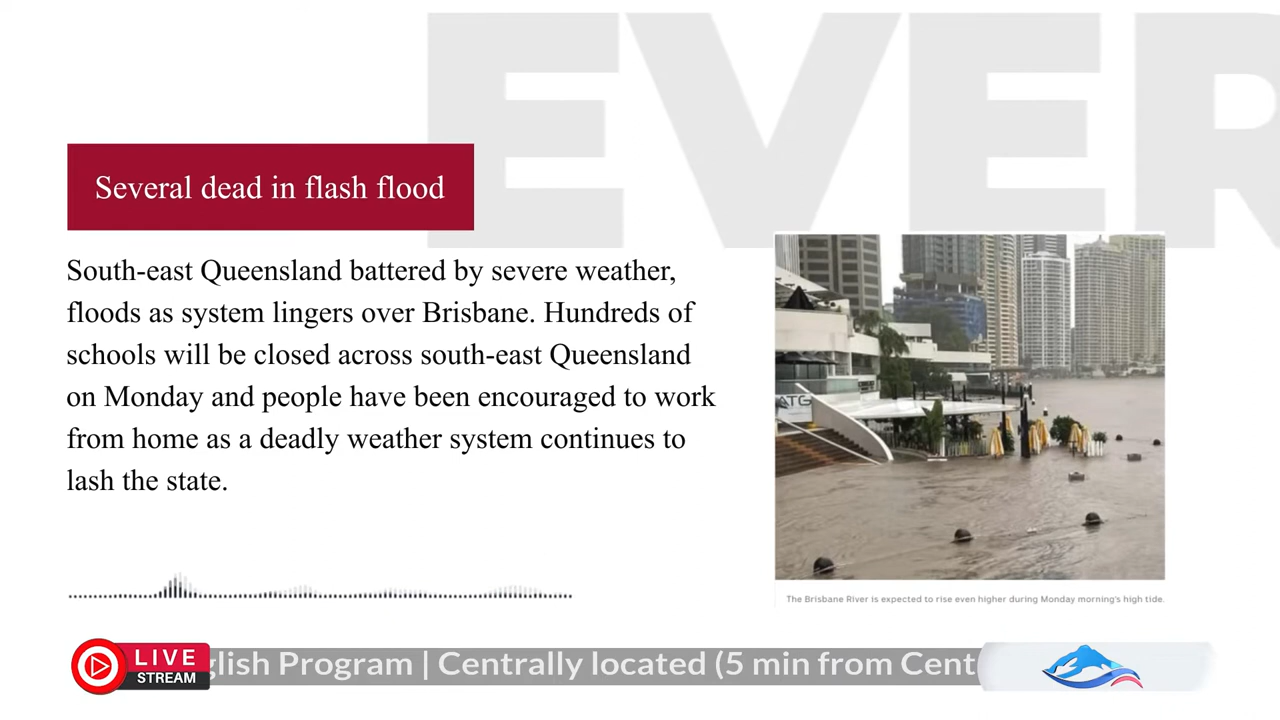 EVER
Several dead in flash flood
South-east Queensland battered by severe weather,
floods as system lingers over Brisbane. Hundreds of
schools will be closed across south-east Queensland
on Monday and people have been encouraged to work
from home as a deadly weather system continues to
lash the state.
ATG
The Brisbane River is expected to rise even higher during Monday morning's high tide.
LIVE
STREAM
glish Program | Centrally located (5 min from Cent